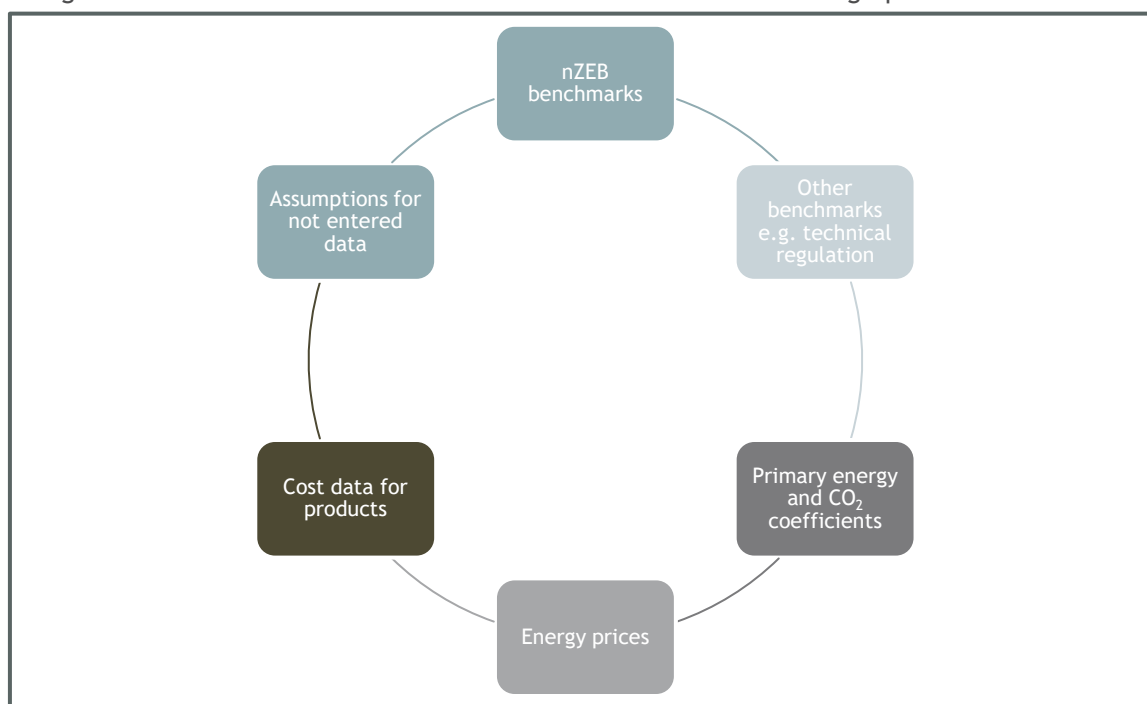 nZEB
benchmarks
Other
benchmarks
e.g. technical
regulation
Primary energy
and CO₂
coefficients
Energy prices
Cost data for
products
Assumptions for
not entered
data